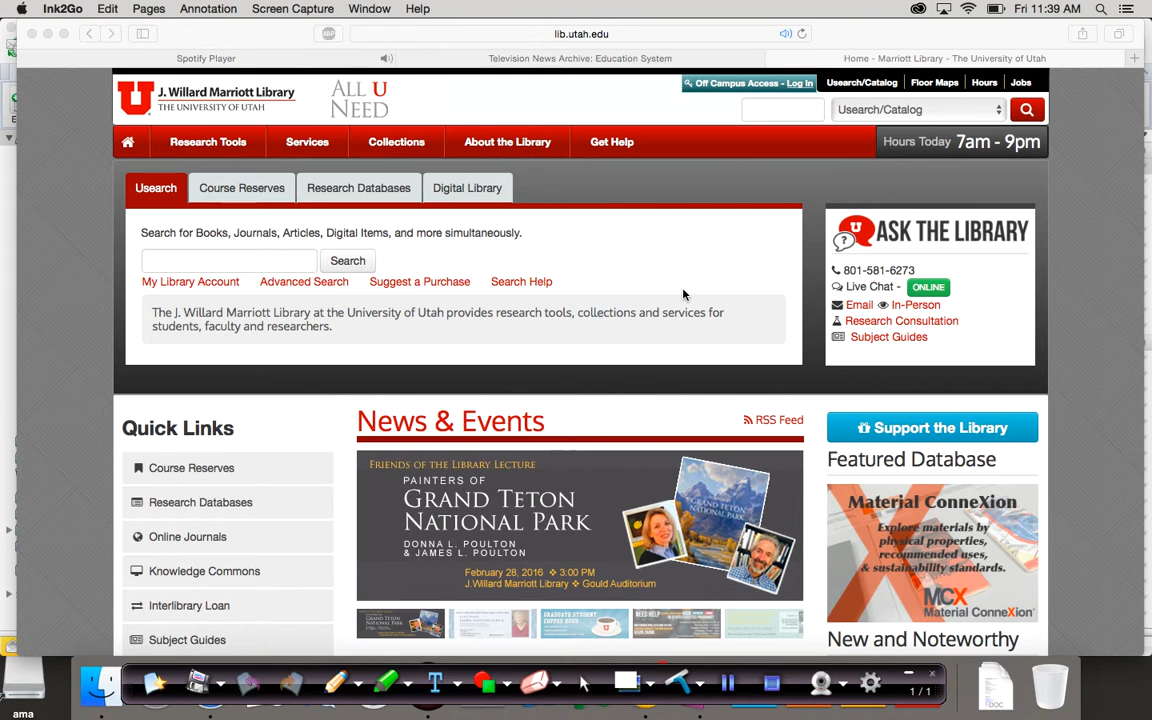 Ink2Go Edit Pages Annotation Screen Capture Window Help
Fri 11:39 AM
ABP
lib.utah.edu
Spotify Player
Television News Archive: Education System
Home - Marriott Library - The University of Utah
J. Willard Marriott Library
THE UNIVERSITY OF UTAH
ALL U
NEED
Off Campus Access - Log In
Usearch/Catalog Floor Maps Hours Jobs
Usearch/Catalog
Research Tools Services Collections About the Library Get Help
Hours Today 7am - 9pm
Usearch Course Reserves Research Databases Digital Library
Search for Books, Journals, Articles, Digital Items, and more simultaneously.
Search
My Library Account Advanced Search Suggest a Purchase Search Help
The J. Willard Marriott Library at the University of Utah provides research tools, collections and services for
students, faculty and researchers.
ASK THE LIBRARY
801-581-6273
Live Chat - ONLINE
Email In-Person
Research Consultation
Subject Guides
Quick Links
Course Reserves
Research Databases
Online Journals
Knowledge Commons
Interlibrary Loan
Subject Guides
News & Events
RSS Feed
FRIENDS OF THE LIBRARY LECTURE
PAINTERS OF
GRAND TETON
NATIONAL PARK
DONNA L. POULTON
& JAMES L. POULTON
February 28, 2016 ❖ 3:00 PM
J.Willard Marriott Library ❖ Gould Auditorium
GRADUATE STUDENT
COFFEE HOUR
NEED HELP
Support the Library
Featured Database
Material ConneXion
Explore materials by
physical properties,
recommended uses,
& sustainability standards.
MCX
Material ConneXion
New and Noteworthy
1 / 1
DOC
ama